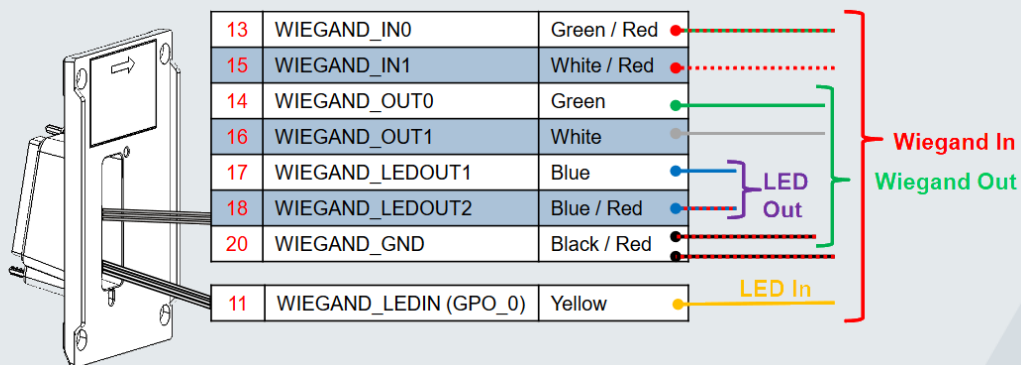 13 WIEGAND_IN0 Green / Red
15 WIEGAND_IN1 White / Red
14 WIEGAND_OUT0 Green
16 WIEGAND_OUT1 White
17 WIEGAND_LEDOUT1 Blue
18 WIEGAND_LEDOUT2 Blue / Red
20 WIEGAND_GND Black / Red
11 WIEGAND_LEDIN (GPO_0) Yellow
LED
Out
LED In
Wiegand In
Wiegand Out